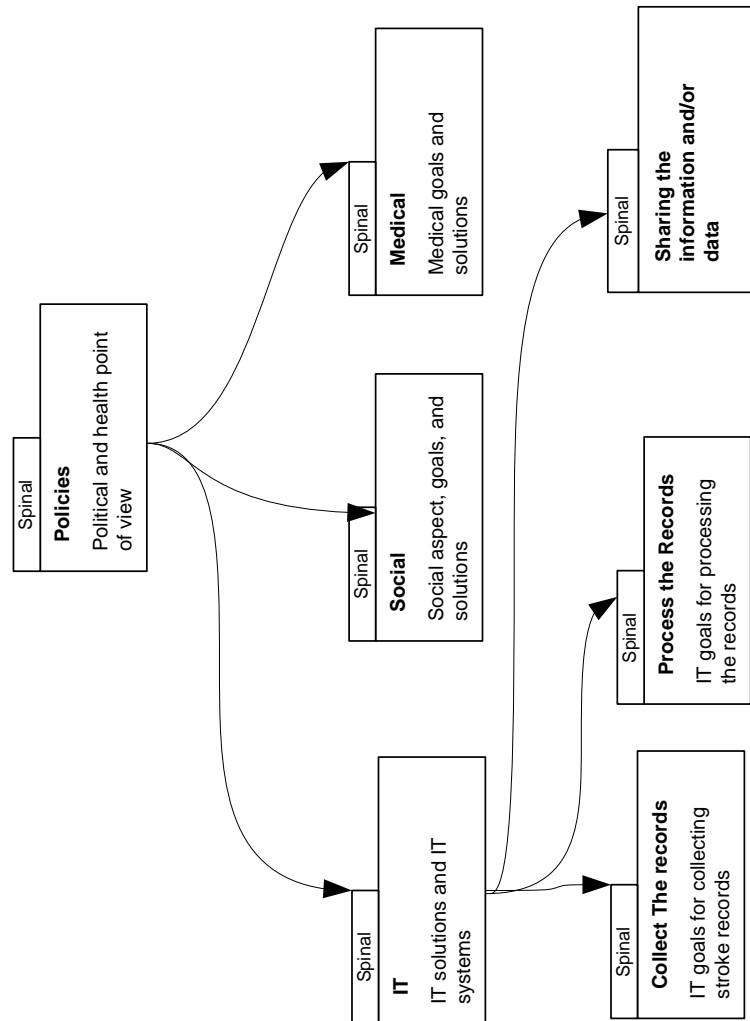 Spinal
Policies
Political and health point
of view
Spinal
IT
IT solutions and IT
systems
Spinal
Social
Social aspect, goals, and
solutions
Spinal
Medical
Medical goals and
solutions
Spinal
Collect The records
IT goals for collecting
stroke records
Spinal
Process the Records
IT goals for processing
the records
Spinal
Sharing the
information and/or
data